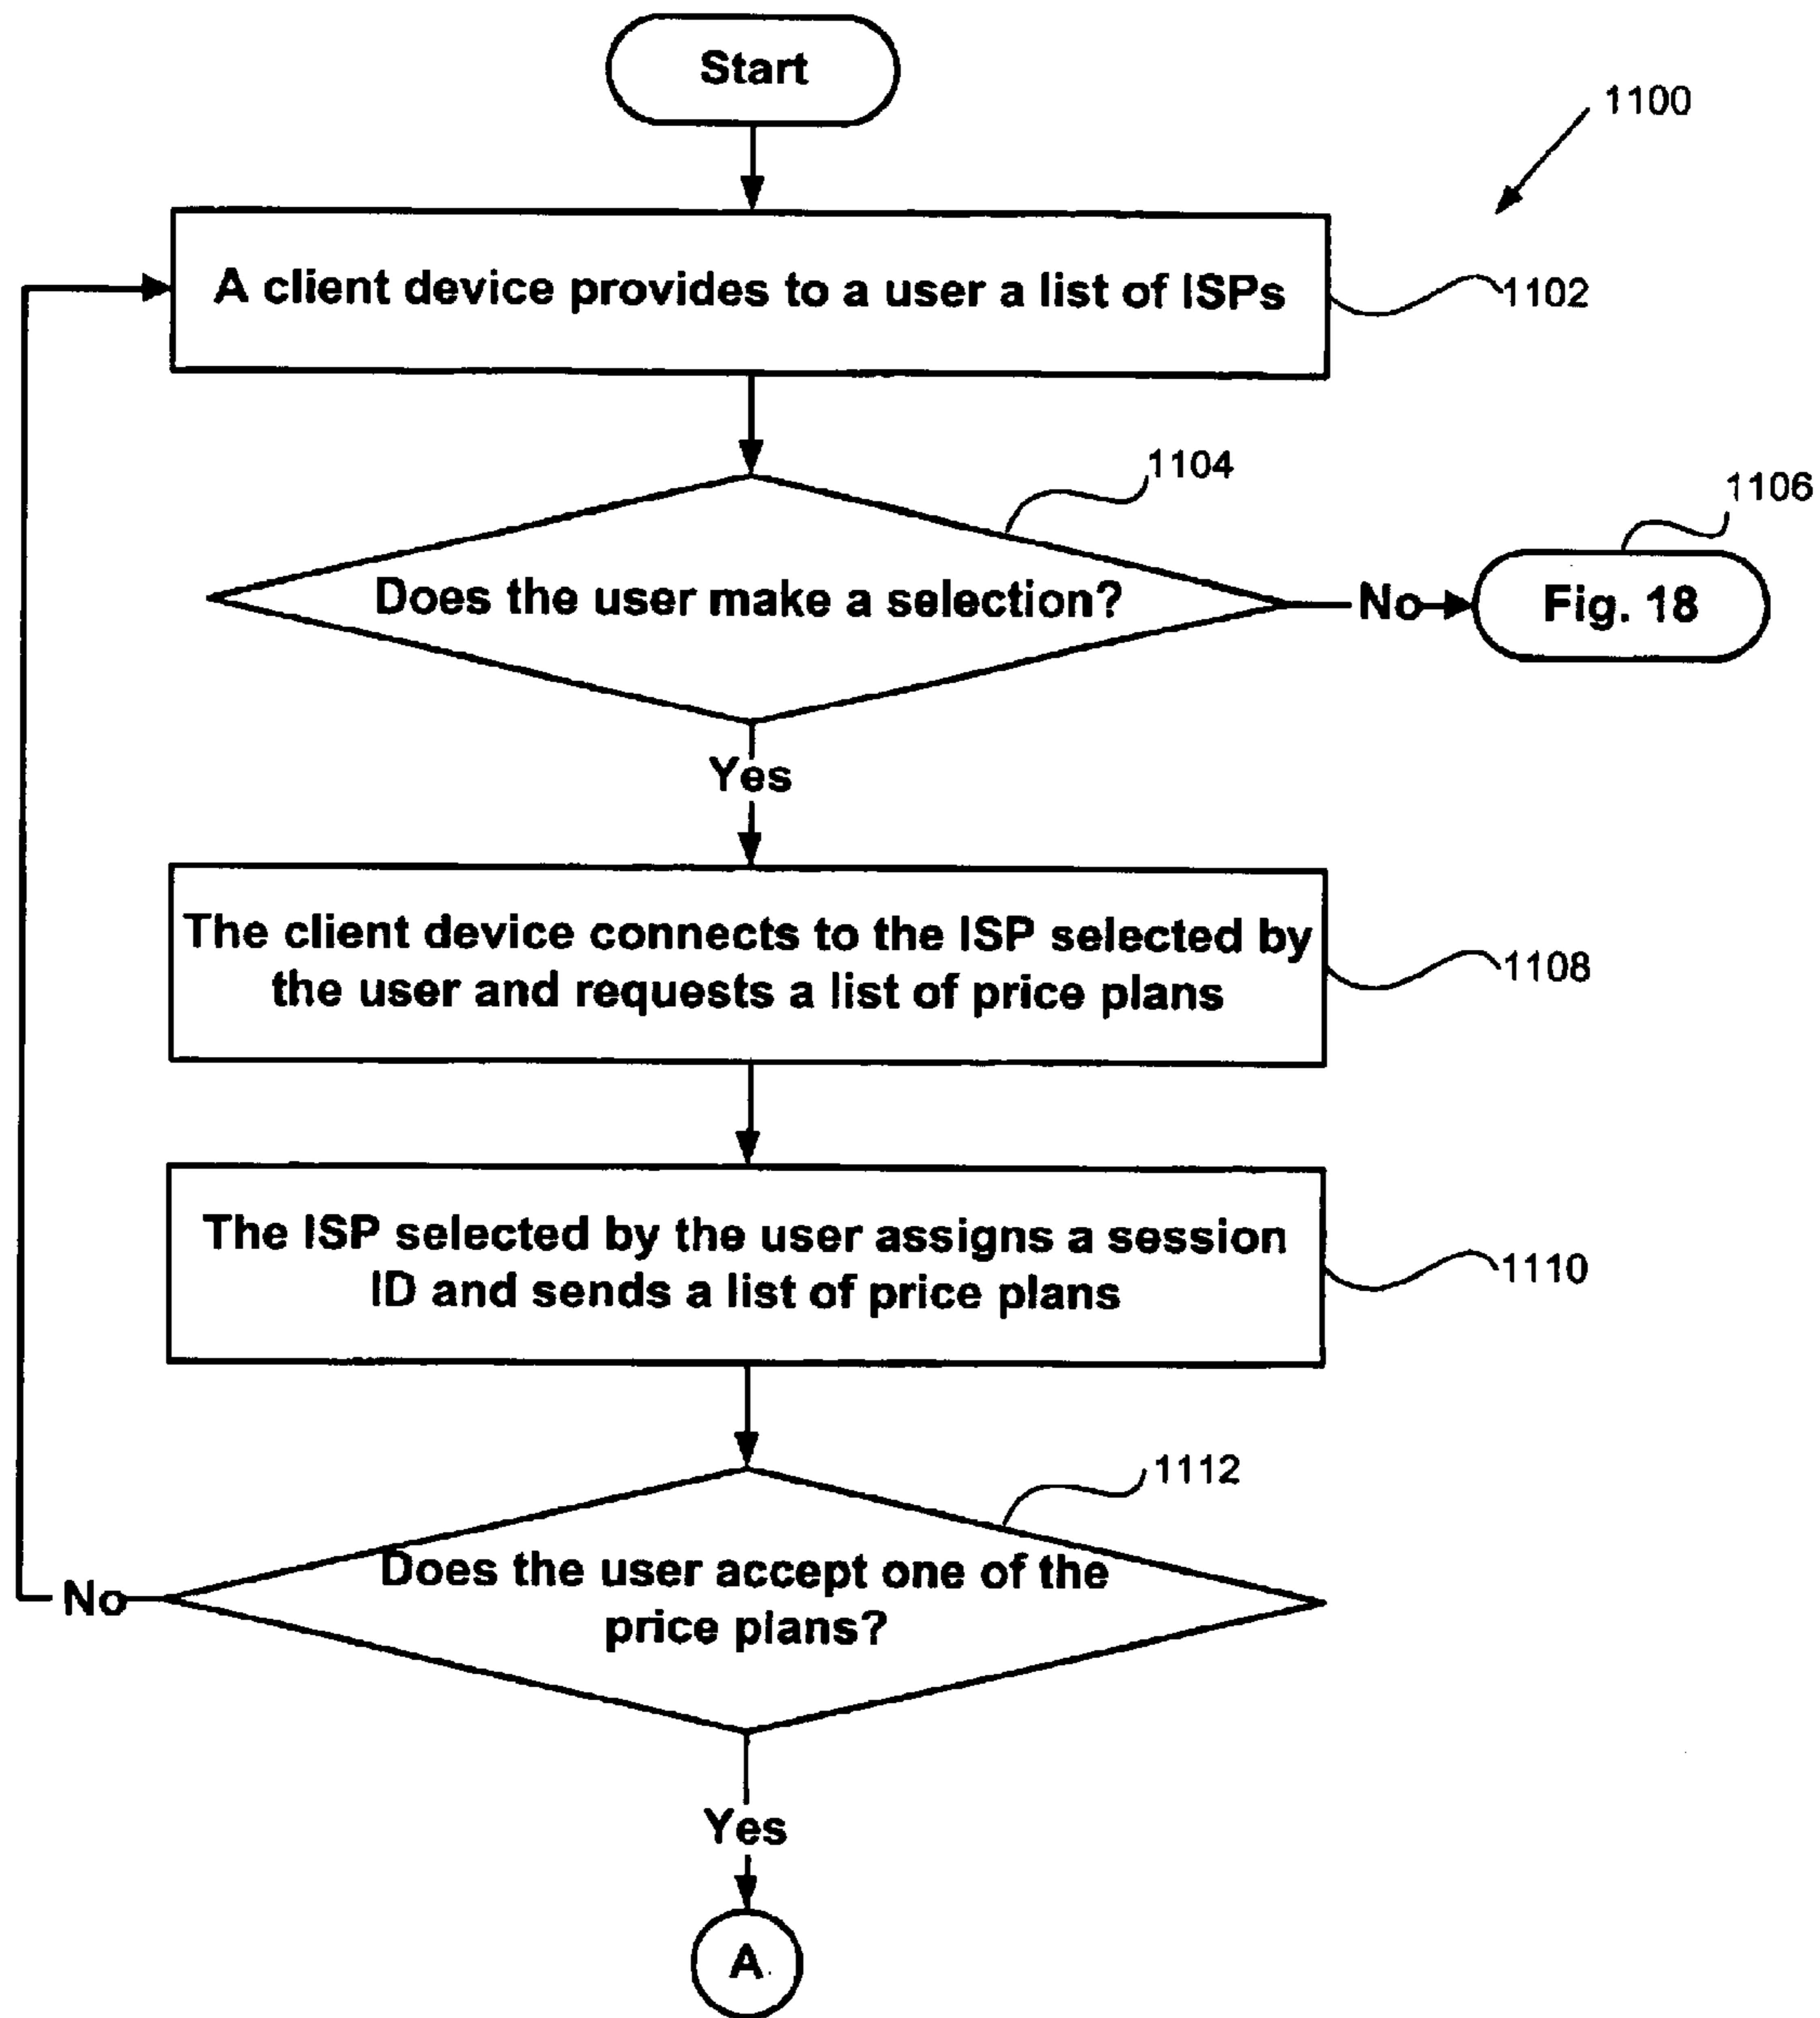 Start
1100
A client device provides to a user a list of ISPs
1102
1104
Does the user make a selection?
No
1106
Fig. 18
Yes
The client device connects to the ISP selected by
the user and requests a list of price plans
1108
The ISP selected by the user assigns a session
ID and sends a list of price plans
1110
1112
Does the user accept one of the
price plans?
No
Yes
A